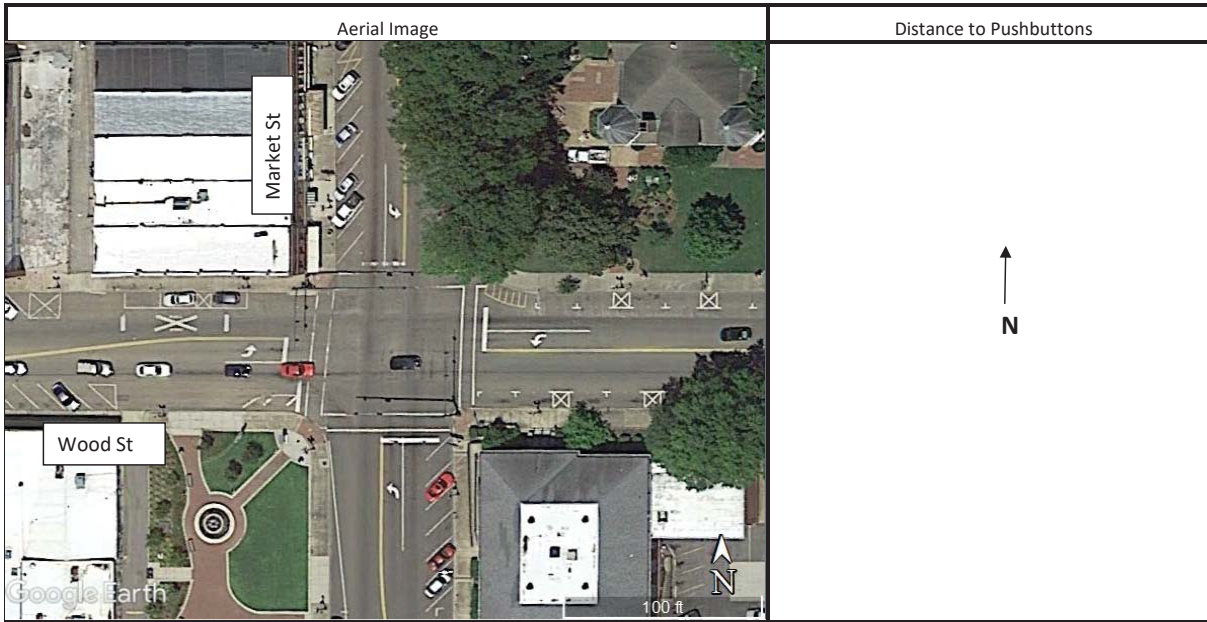 Aerial Image
Distance to Pushbuttons
Market St
N
Wood St
N
Google Earth
100 ft